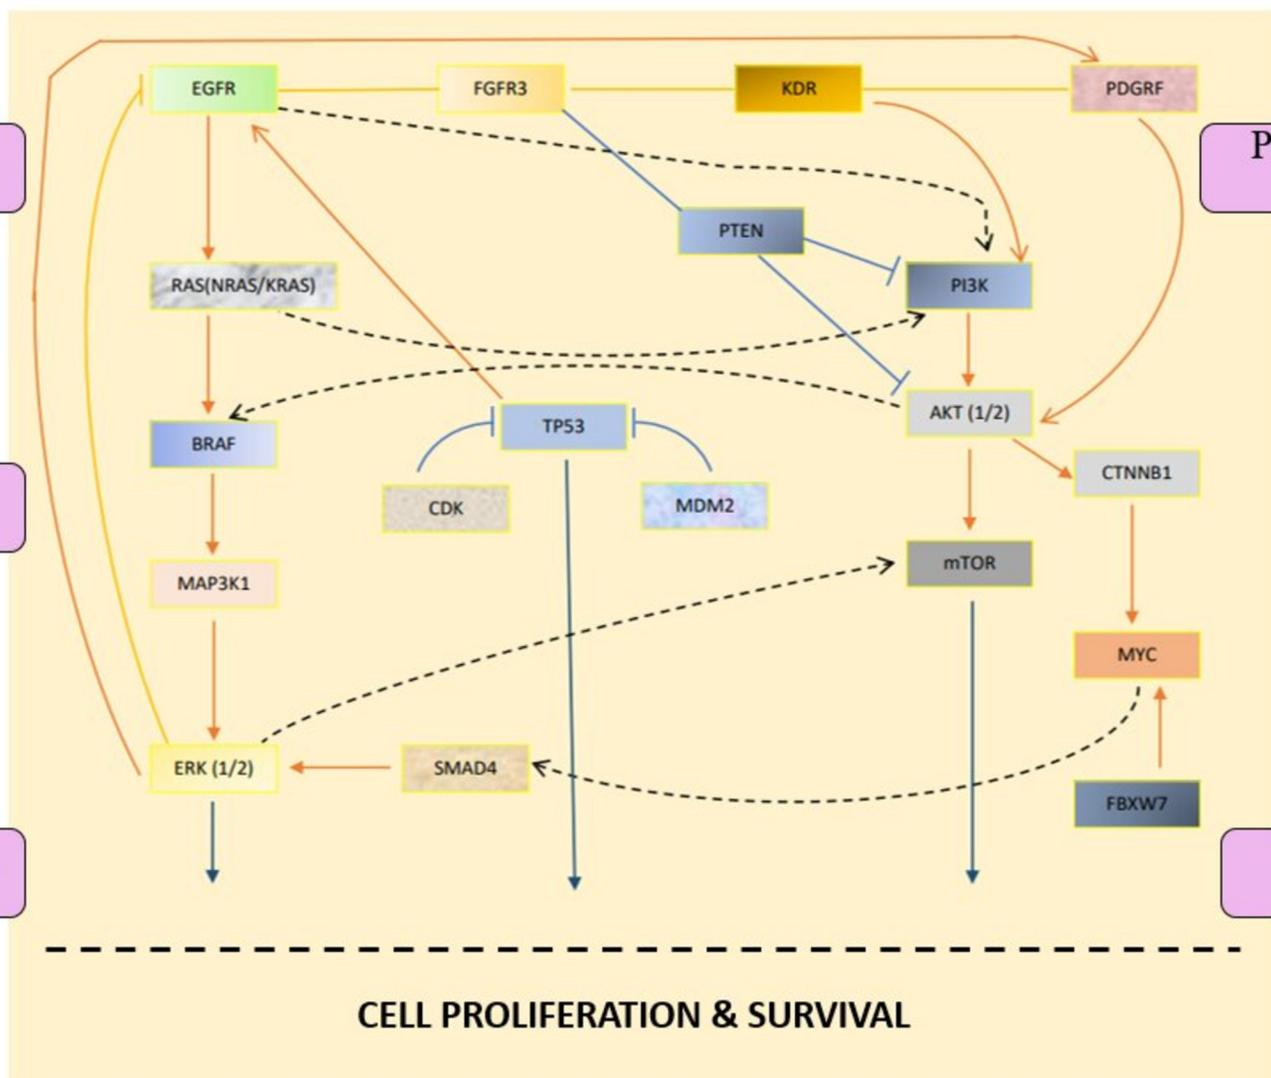 EGFR
FGFR3
KDR
PDGRF
P
PTEN
RAS(NRAS/KRAS)
PI3K
AKT (1/2)
TP53
BRAF
CTNNB1
CDK
MDM2
mTOR
MAP3K1
MYC
ERK (1/2)
SMAD4
FBXW7
CELL PROLIFERATION & SURVIVAL